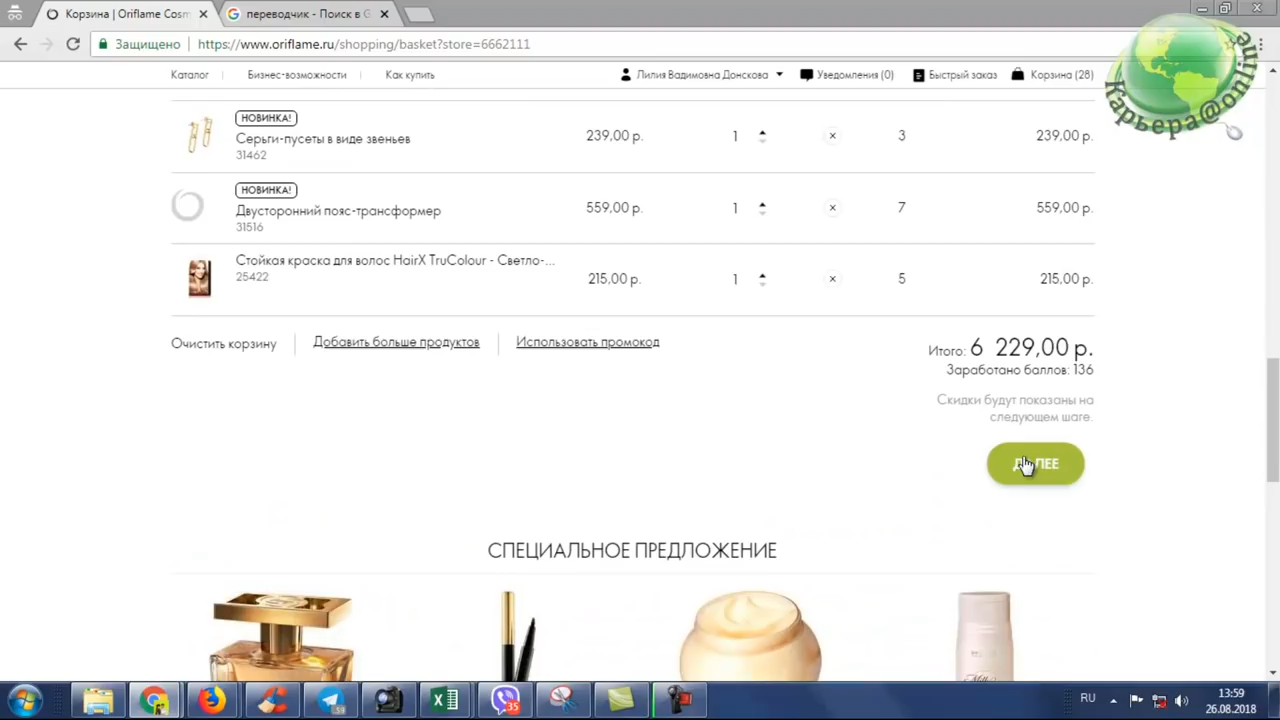 Корзина | Oriflame Cosm
переводчик - Поиск в G
Защищено
https://www.oriflame.ru/shopping/basket?store=6662111
Каталог
Бизнес-возможности
Как купить
Лилия Вадимовна Донскова
Уведомления (0)
Быстрый заказ
Корзина (28)
Карьера@online
НОВИНКА!
Серьги-пусеты в виде звеньев
31462
239,00 р. 1 3 239,00 р.
НОВИНКА!
Двусторонний пояс-трансформер
31516
559,00 р. 1 7 559,00 р.
Стойкая краска для волос HairX TruColour - Светло-...
25422
215,00 р. 1 5 215,00 р.
Очистить корзину
Добавить больше продуктов
Использовать промокод
Итого: 6 229,00 р.
Заработано баллов: 136
Скидки будут показаны на
следующем шаге.
ДАЛЕЕ
СПЕЦИАЛЬНОЕ ПРЕДЛОЖЕНИЕ
59
35
RU
13:59
26.08.2018